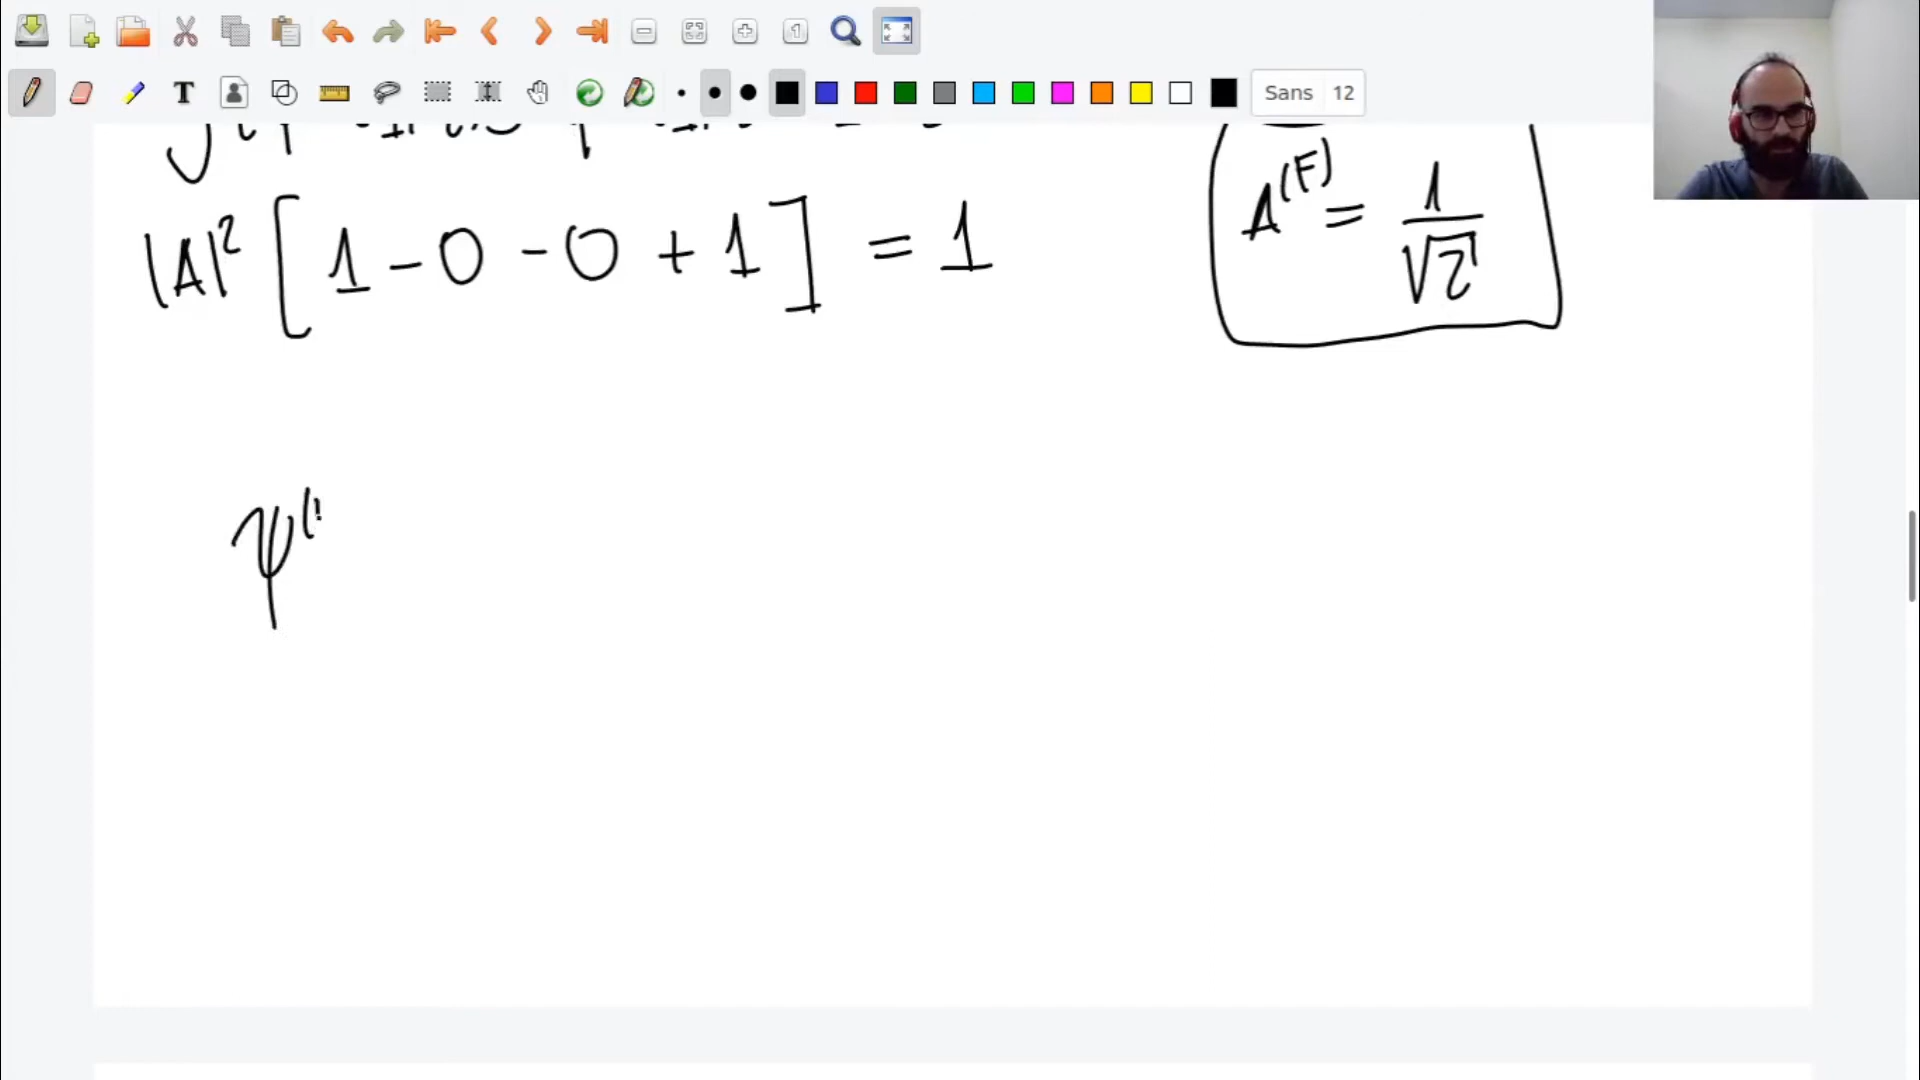 Sans 12
|A|² [ 1 - 0 - 0 + 1 ] = 1
A⁽ᶠ⁾ = 1/√2
ψ⁽